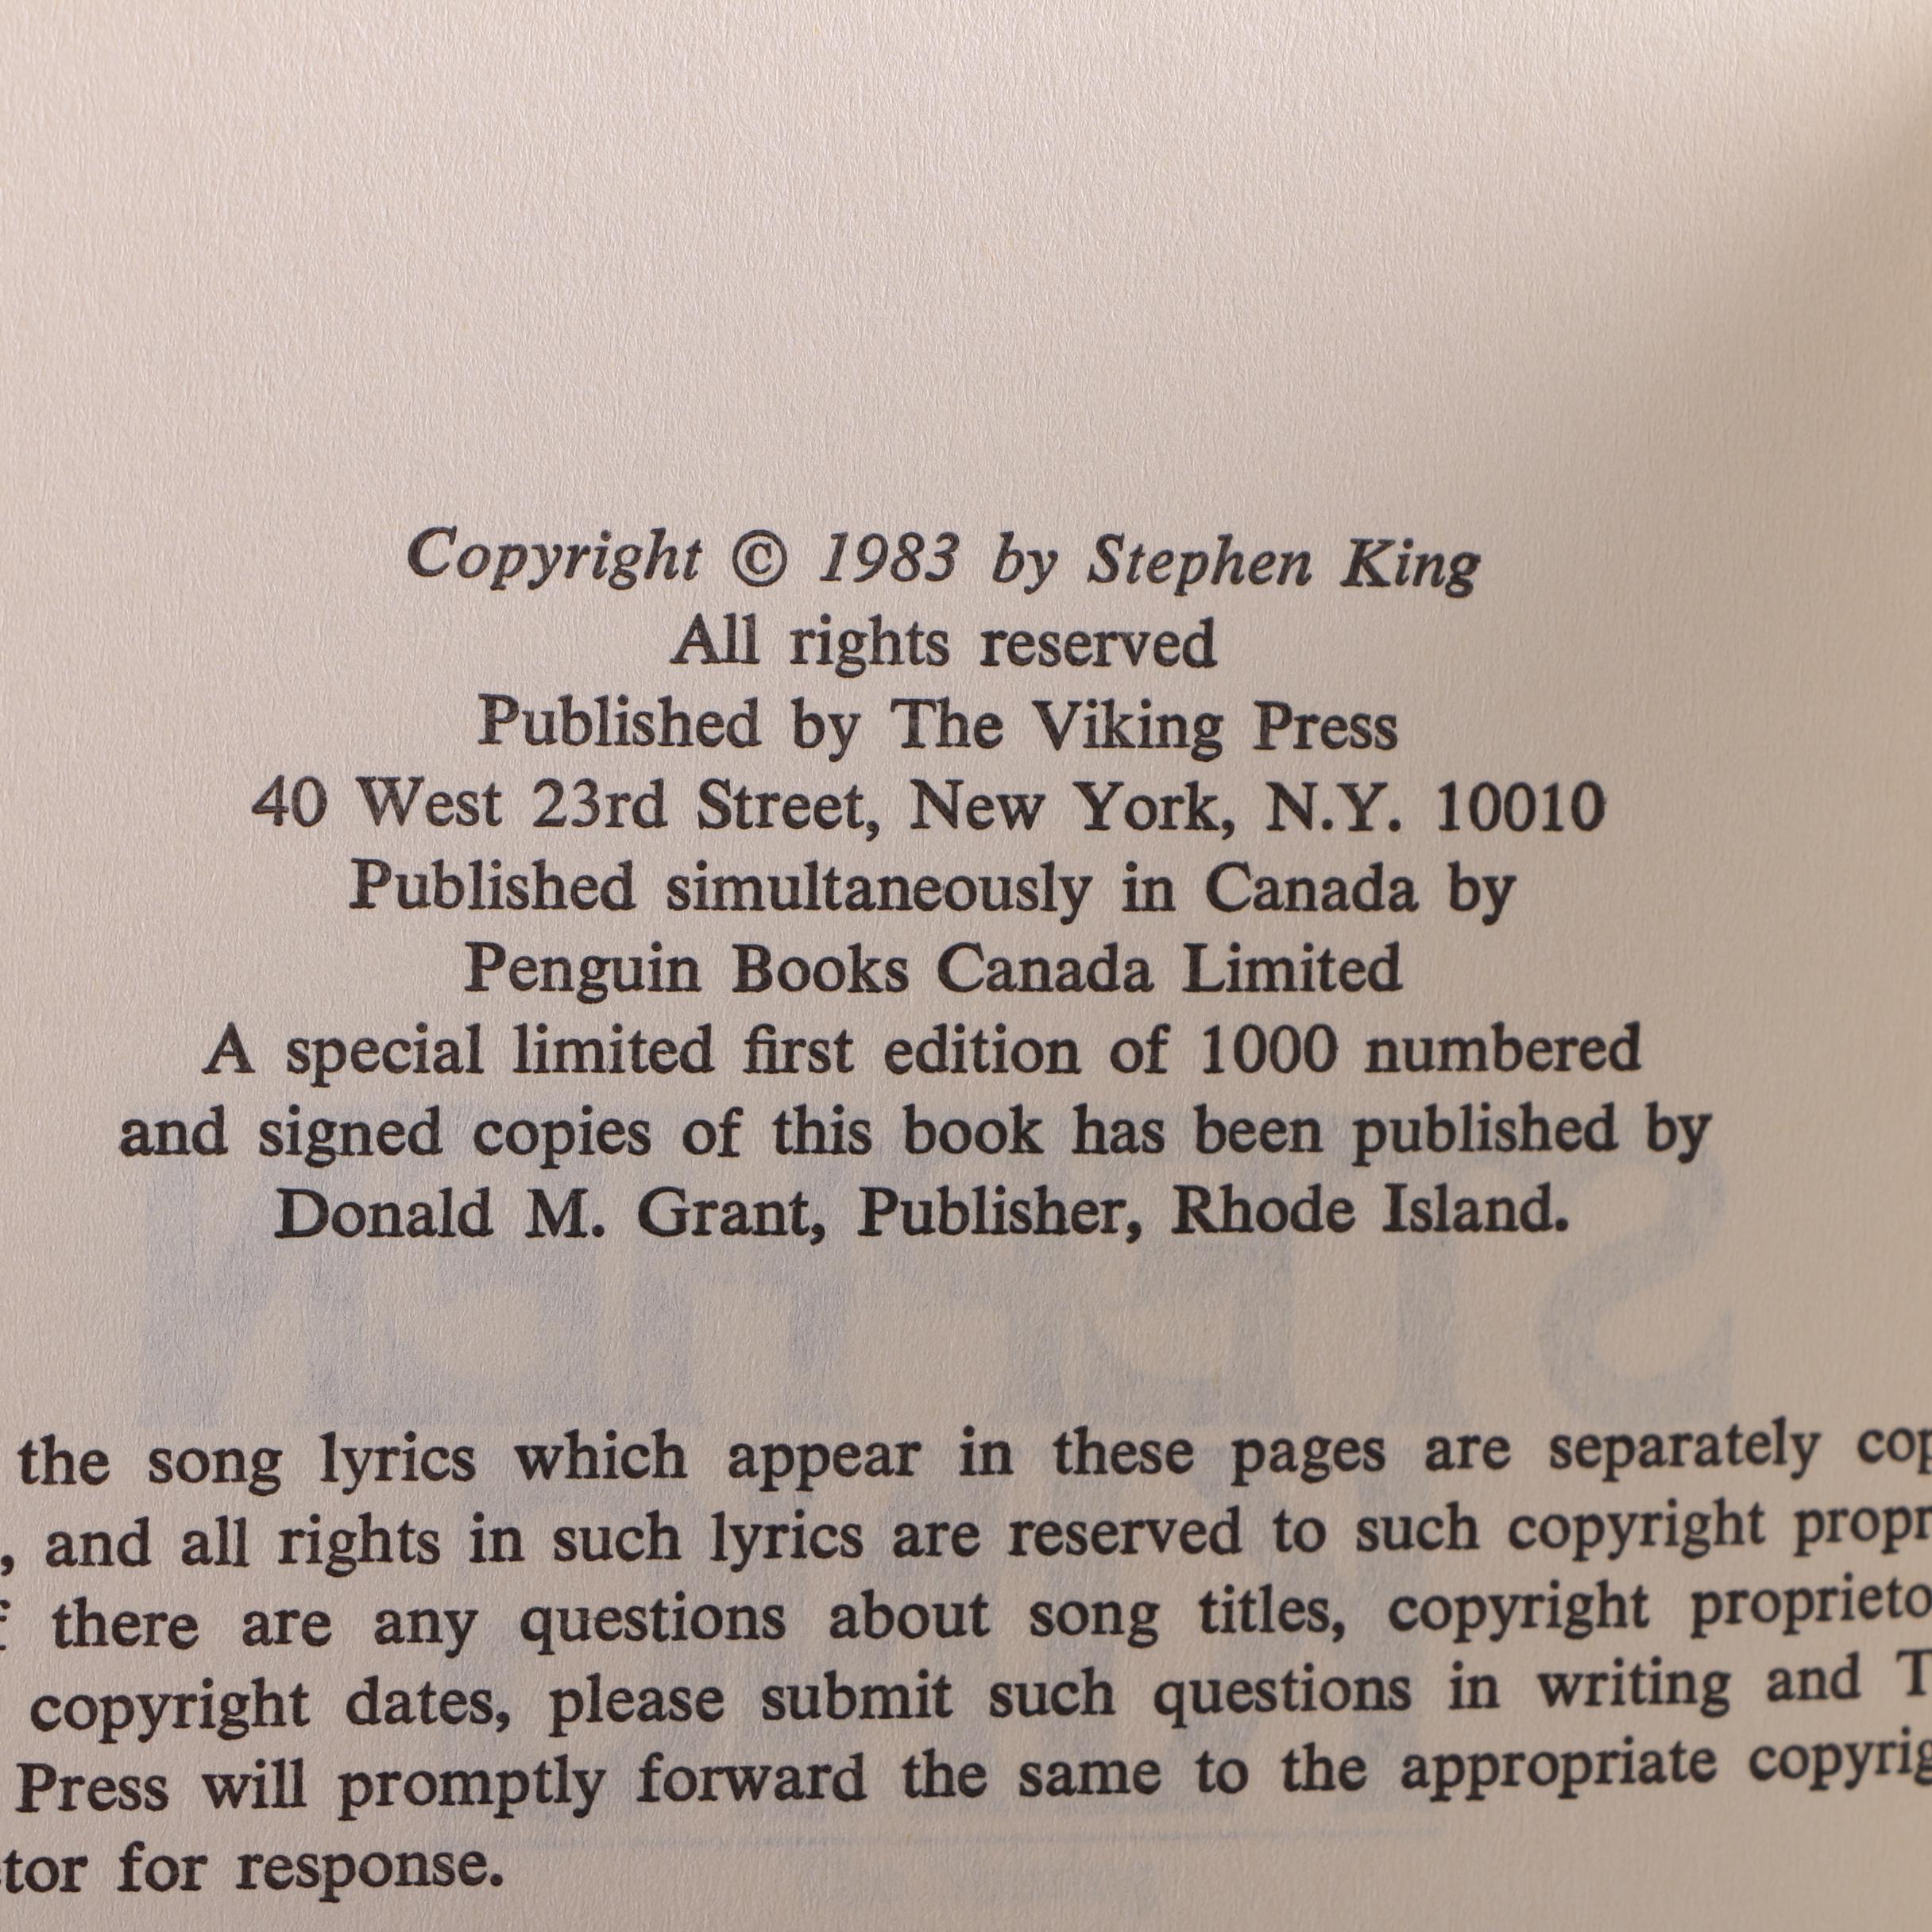 Copyright © 1983 by Stephen King
All rights reserved
Published by The Viking Press
40 West 23rd Street, New York, N.Y. 10010
Published simultaneously in Canada by
Penguin Books Canada Limited
A special limited first edition of 1000 numbered
and signed copies of this book has been published by
Donald M. Grant, Publisher, Rhode Island.
the song lyrics which appear in these pages are separately
, and all rights in such lyrics are reserved to such copyright
there are any questions about song titles, copyright
copyright dates, please submit such questions in writing and
Press will promptly forward the same to the appropriate
for response.